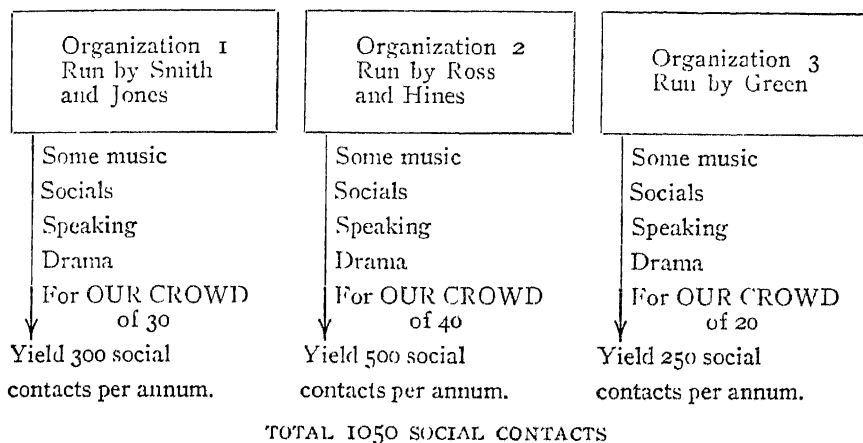 Organization 1
Run by Smith
and Jones
Some music
Socials
Speaking
Drama
For OUR CROWD
of 30
Yield 300 social
contacts per annum.
Organization 2
Run by Ross
and Hines
Some music
Socials
Speaking
Drama
For OUR CROWD
of 40
Yield 500 social
contacts per annum.
Organization 3
Run by Green
Some music
Socials
Speaking
Drama
For OUR CROWD
of 20
Yield 250 social
contacts per annum.
TOTAL 1050 SOCIAL CONTACTS